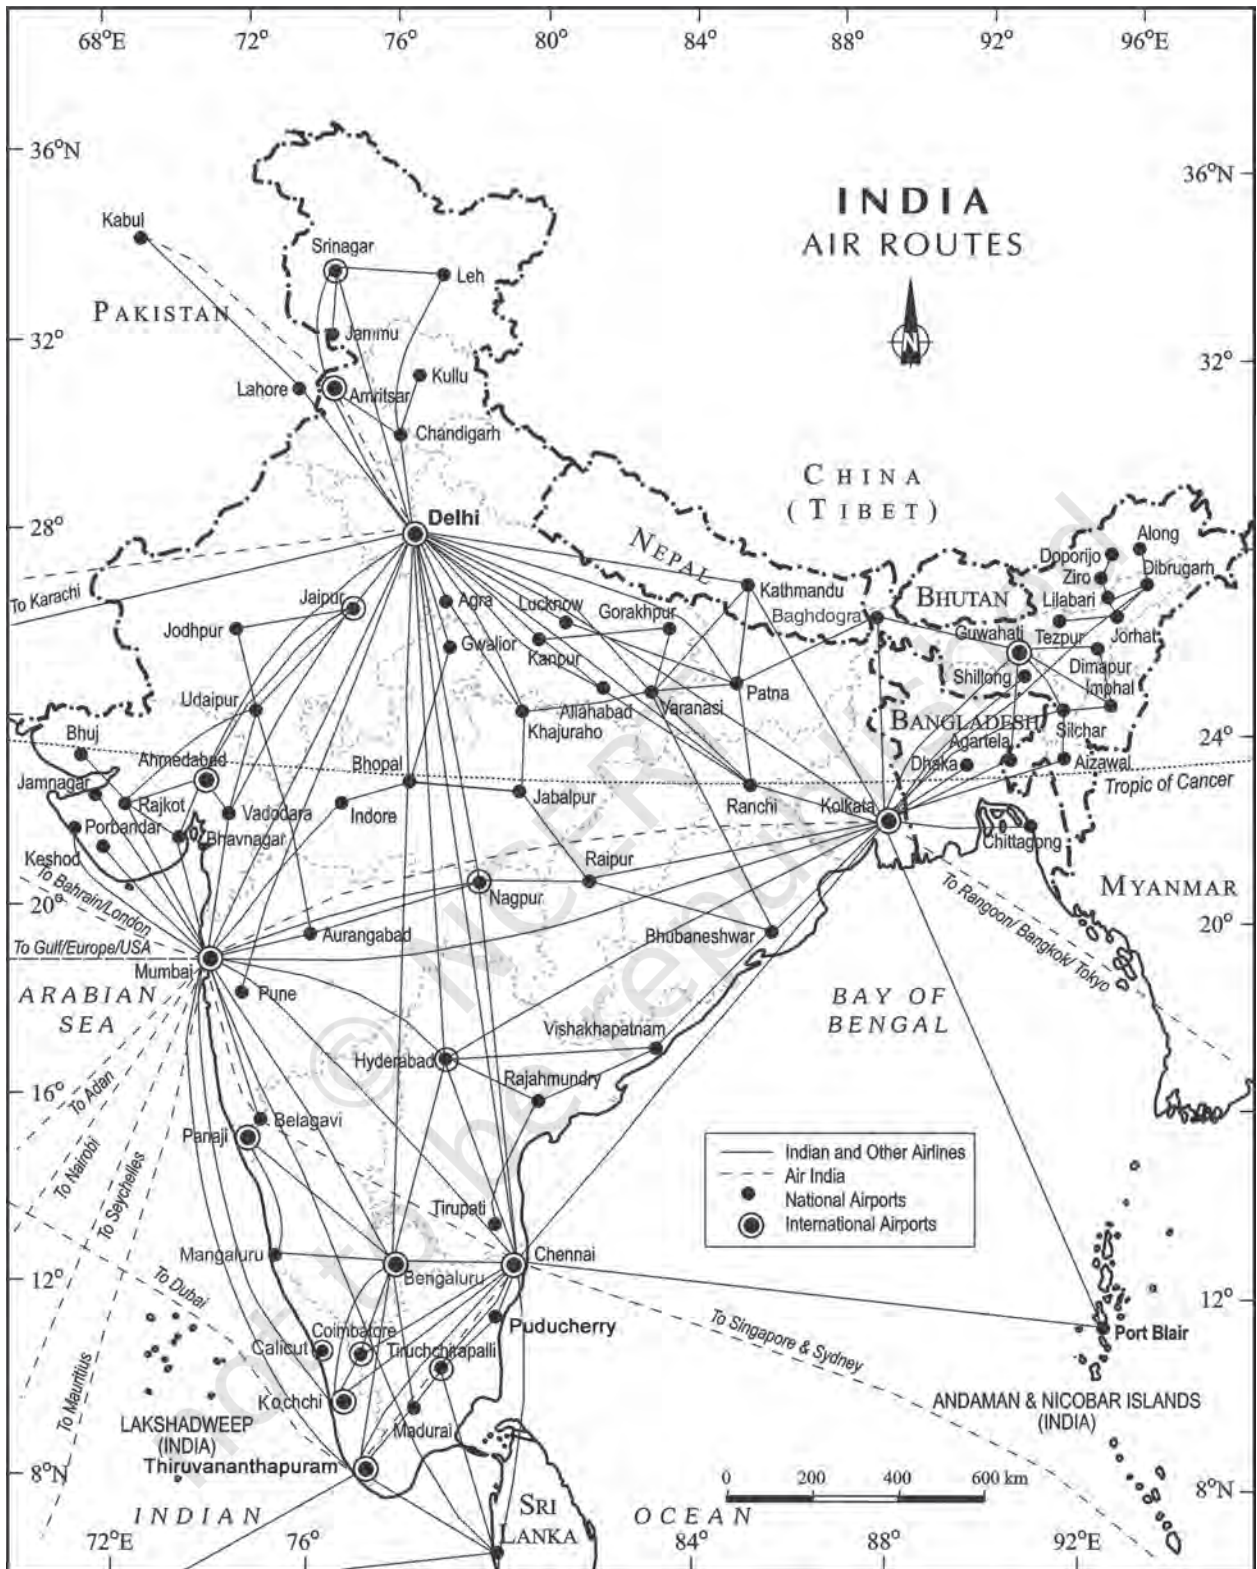 68°E 72° 76° 80° 84° 88° 92° 96°E
36°N
36°N
INDIA
AIR ROUTES
Kabul
Srinagar
Leh
PAKISTAN
Jammu
32°
32°
Kullu
Lahore
Amritsar
Chandigarh
CHINA
(TIBET)
28°
Delhi
28°
NEPAL
Along
Doporijo
Dibrugarh
Ziro
To Karachi
Jaipur
Agra
Lucknow
Gorakhpur
Kathmandu
Baghdogra
BHUTAN
Lilabari
Jodhpur
Gwalior
Kanpur
Guwahati
Tezpur
Jorhat
Shillong
Dimapur
Imphal
Udaipur
Allahabad
Varanasi
Patna
Khajuraho
BANGLADESH
Silchar
Bhuj
Agartela
24°
Ahmedabad
Bhopal
Dhaka
Aizawal
Jamnagar
Tropic of Cancer
Rajkot
Vadodara
Indore
Jabalpur
Ranchi
Kolkata
Porbandar
Bhavnagar
Chittagong
Keshod
Raipur
To Bahrain/London
Nagpur
MYANMAR
20°
20°
To Rangoon/ Bangkok/ Tokyo
To Gulf/Europe/USA
Aurangabad
Bhubaneshwar
Mumbai
ARABIAN
SEA
Pune
BAY OF
BENGAL
Vishakhapatnam
Hyderabad
Rajahmundry
16°
To Adan
Belagavi
Panaji
To Nairobi
To Seychelles
Indian and Other Airlines
Air India
National Airports
International Airports
Tirupati
Mangaluru
Bengaluru
Chennai
12°
12°
To Dubai
Coimbatore
Puducherry
Port Blair
Calicut
Tiruchchirapalli
To Singapore & Sydney
To Mauritius
Kochchi
Madurai
LAKSHADWEEP
(INDIA)
ANDAMAN & NICOBAR ISLANDS
(INDIA)
Thiruvananthapuram
8°N
8°N
0 200 400 600 km
INDIAN
OCEAN
SRI
LANKA
72°E 76° 84° 88° 92°E
© NCERT
not to be republished